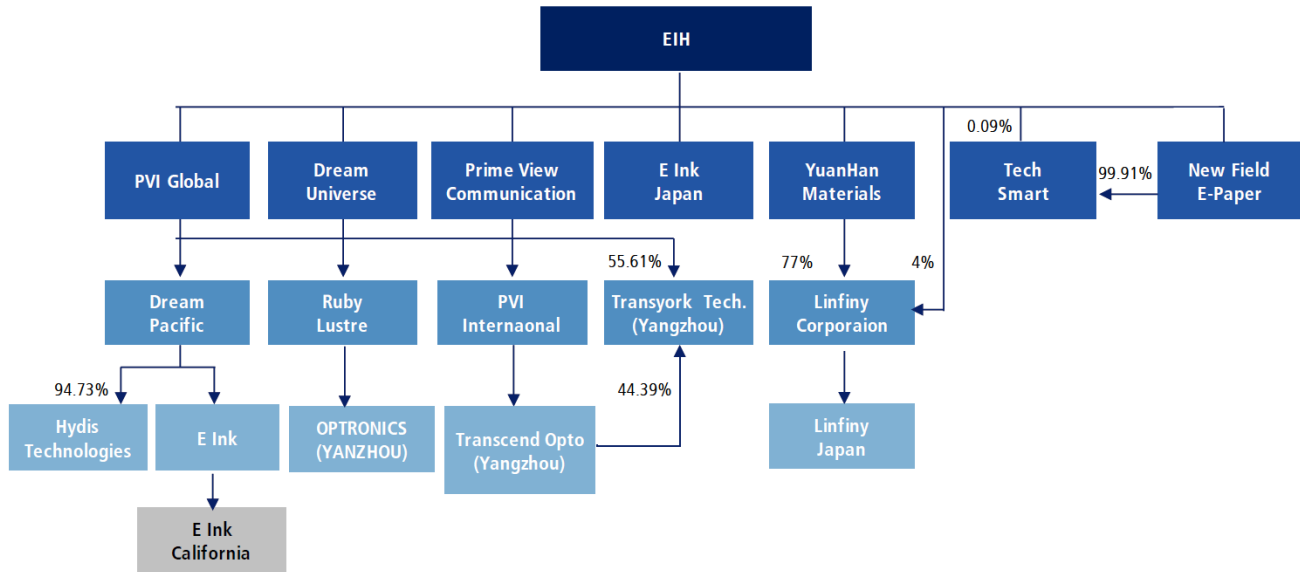 EIH
0.09%
PVI Global
Dream
Universe
Prime View
Communication
E Ink
Japan
YuanHan
Materials
Tech
Smart
99.91%
New Field
E-Paper
55.61%
77%
4%
Dream
Pacific
Ruby
Lustre
PVI
Internaonal
Transyork Tech.
(Yangzhou)
Linfiny
Corporaion
94.73%
44.39%
Hydis
Technologies
E Ink
OPTRONICS
(YANZHOU)
Transcend Opto
(Yangzhou)
Linfiny
Japan
E Ink
California